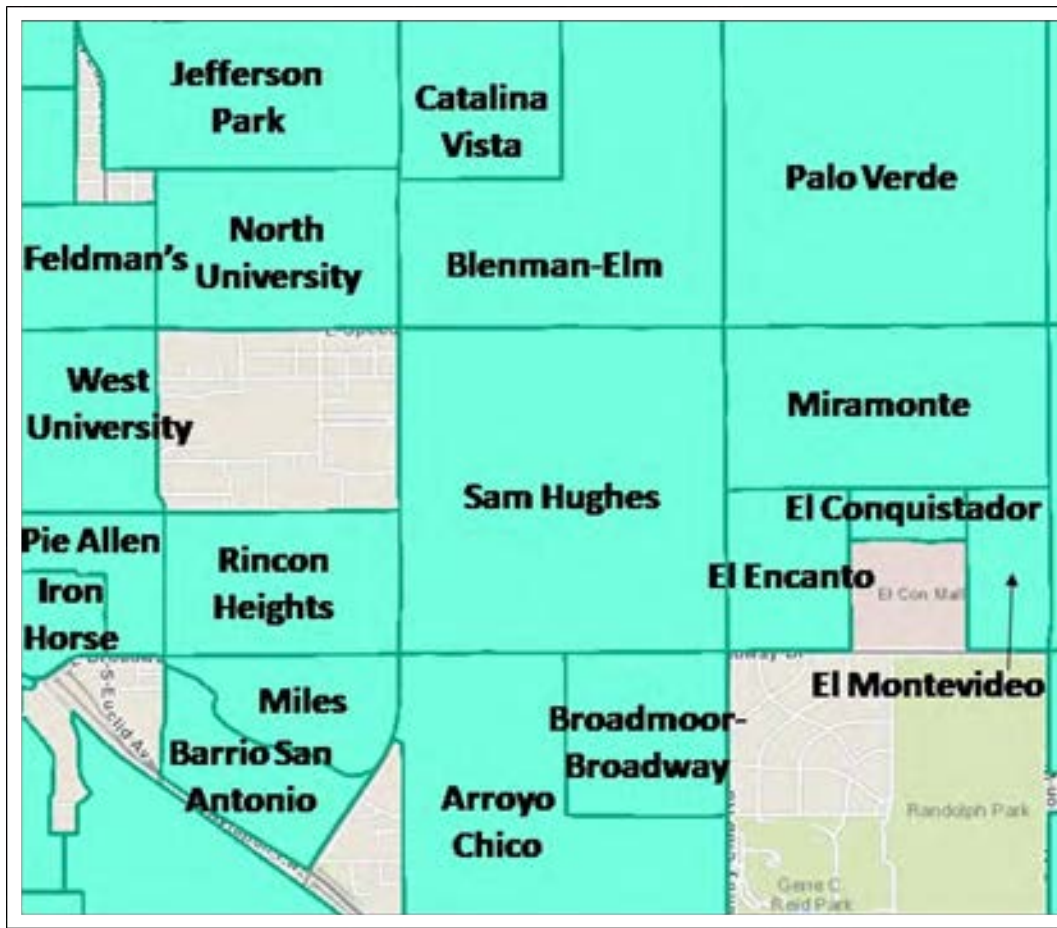 Jefferson
Park
Catalina
Vista
Palo Verde
North
University
Feldman's
Blenman-Elm
West
University
Miramonte
Sam Hughes
El Conquistador
Pie Allen
Rincon
Heights
El Encanto
Iron
Horse
El Con Mall
Miles
El Montevideo
Broadmoor-
Broadway
S-Euclid Av
Barrio San
Antonio
Arroyo
Chico
Randolph Park
Gene C.
Reid Park